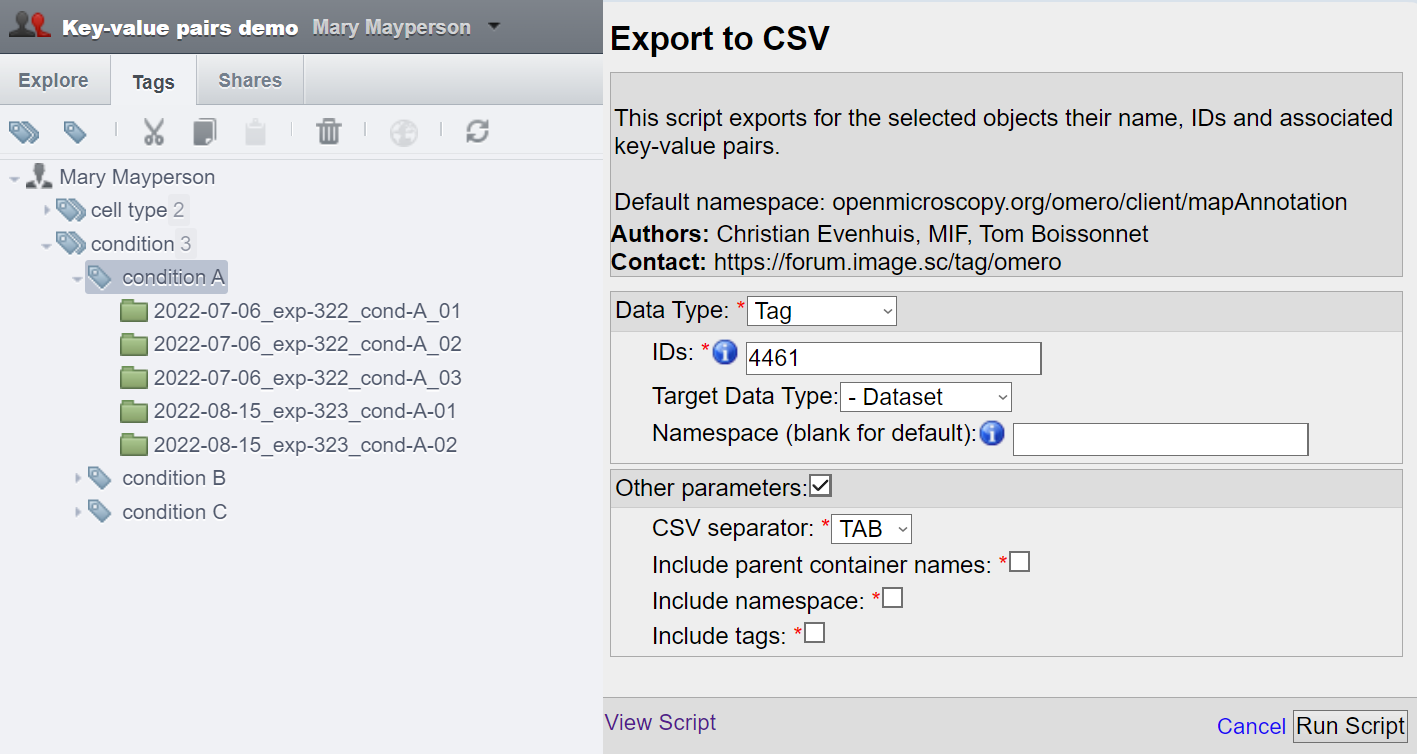 Key-value pairs demo Mary Mayperson
Explore Tags Shares
Mary Mayperson
cell type 2
condition 3
condition A
2022-07-06_exp-322_cond-A_01
2022-07-06_exp-322_cond-A_02
2022-07-06_exp-322_cond-A_03
2022-08-15_exp-323_cond-A-01
2022-08-15_exp-323_cond-A-02
condition B
condition C
Export to CSV
This script exports for the selected objects their name, IDs and associated
key-value pairs.
Default namespace: openmicroscopy.org/omero/client/mapAnnotation
Authors: Christian Evenhuis, MIF, Tom Boissonnet
Contact: https://forum.image.sc/tag/omero
Data Type: * Tag
IDs: * 4461
Target Data Type: - Dataset
Namespace (blank for default):
Other parameters:
CSV separator: * TAB
Include parent container names: *
Include namespace: *
Include tags: *
View Script
Cancel Run Script